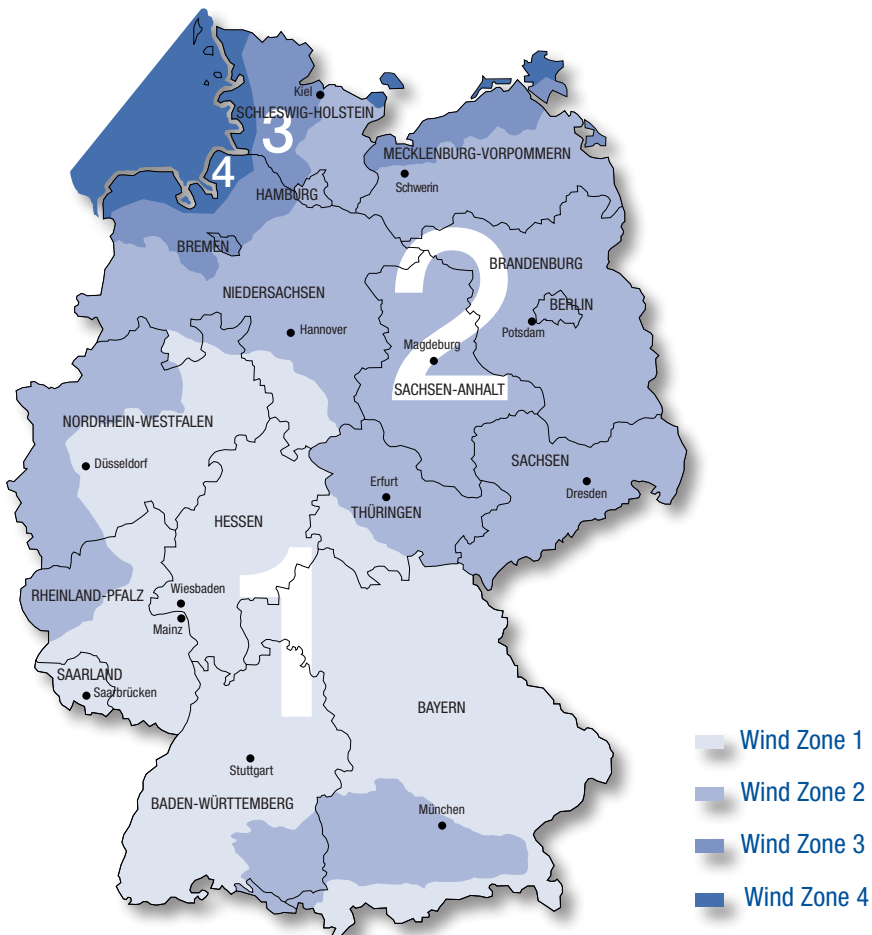 Kiel
SCHLESWIG-HOLSTEIN
3
MECKLENBURG-VORPOMMERN
4
Schwerin
HAMBURG
BREMEN
2
BRANDENBURG
NIEDERSACHSEN
BERLIN
Hannover
Potsdam
Magdeburg
SACHSEN-ANHALT
NORDRHEIN-WESTFALEN
Düsseldorf
SACHSEN
Erfurt
Dresden
THÜRINGEN
HESSEN
1
Wiesbaden
RHEINLAND-PFALZ
Mainz
SAARLAND
Saarbrücken
BAYERN
Stuttgart
BADEN-WÜRTTEMBERG
München
Wind Zone 1
Wind Zone 2
Wind Zone 3
Wind Zone 4